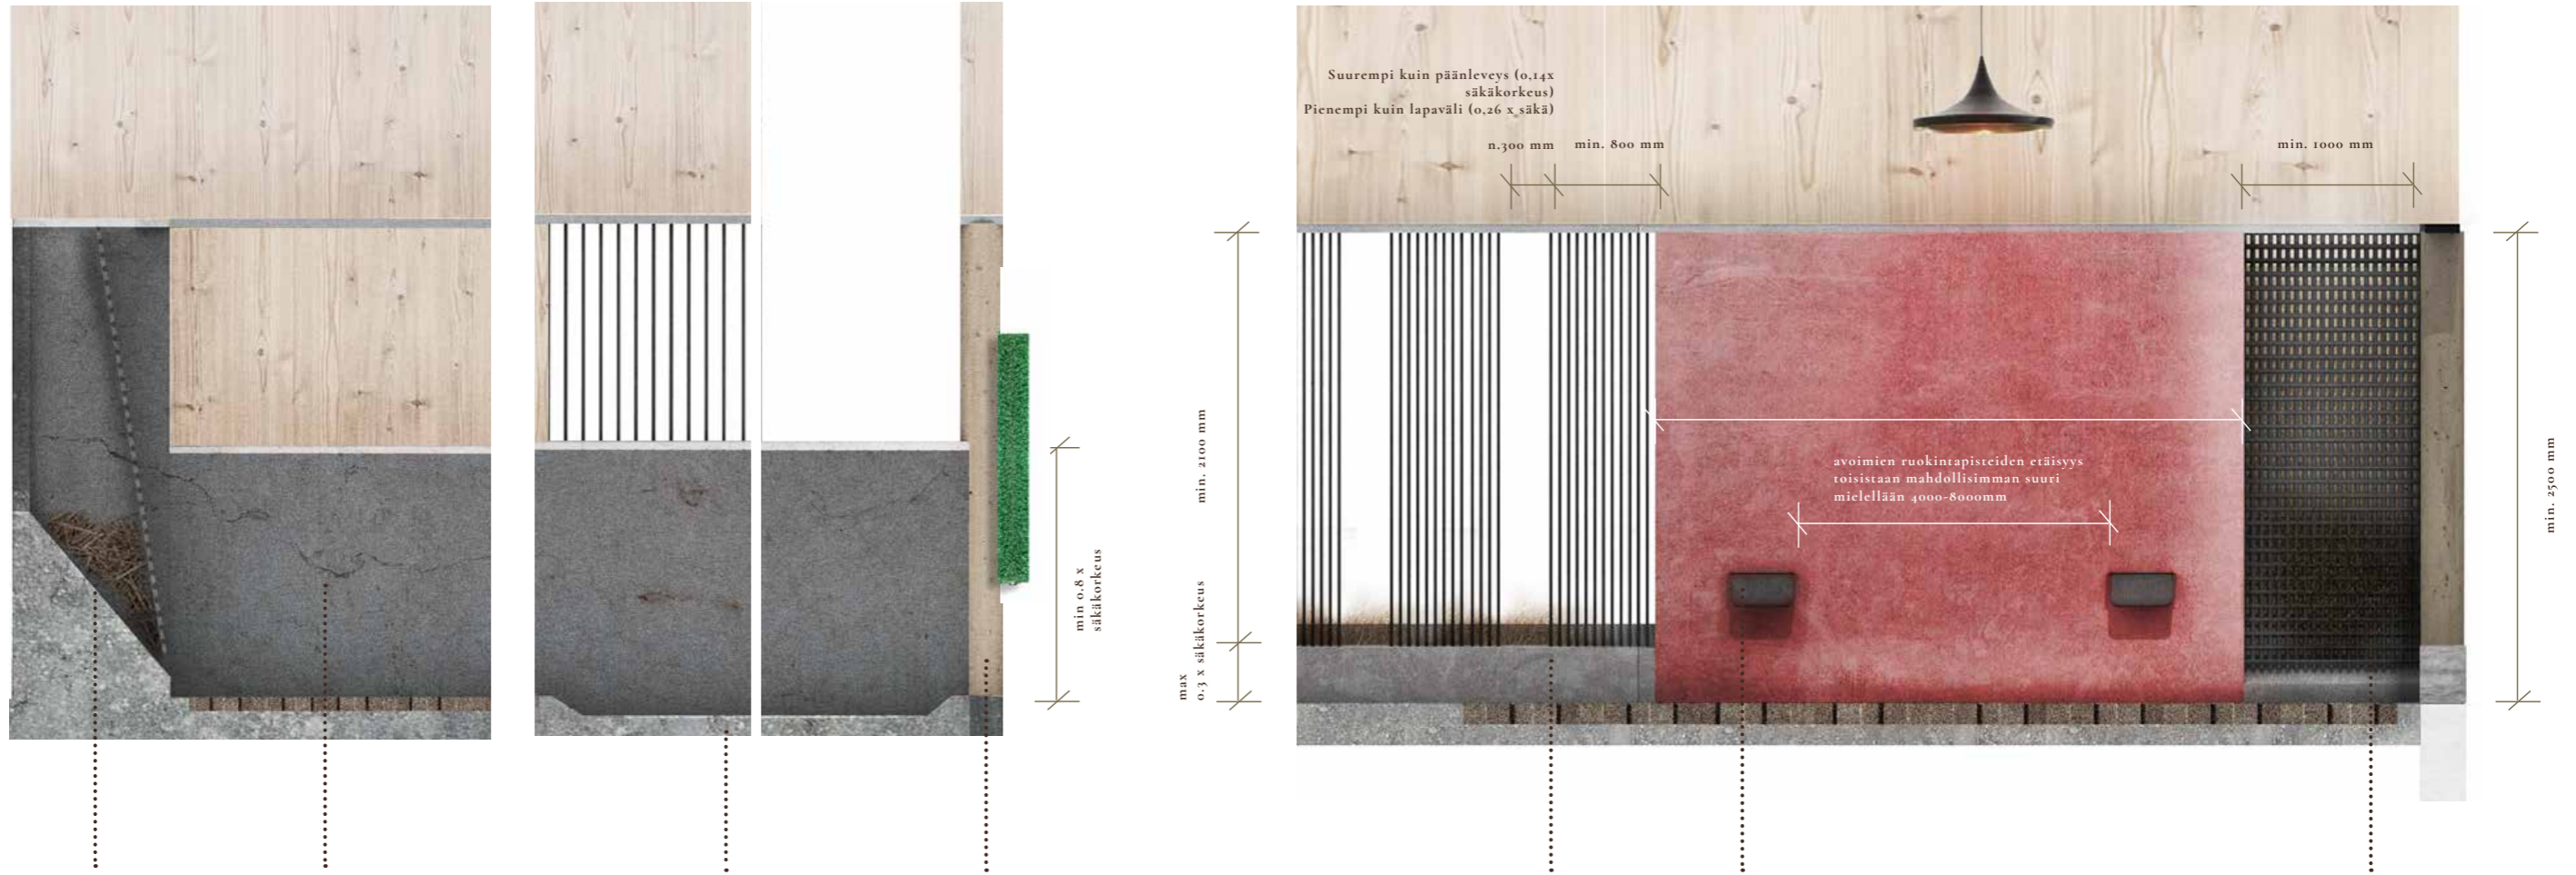 Suurempi kuin päänleveys (0,14x
säkäkorkeus)
Pienempi kuin lapaväli (0,26 x säkä)
n.300 mm
min. 800 mm
min. 1000 mm
min. 2100 mm
max
0.3 x säkäkorkeus
min 0.8 x
säkäkorkeus
avoimien ruokintapisteiden etäisyys
toisistaan mahdollisimman suuri
mielellään 4000-8000mm
min. 2500 mm